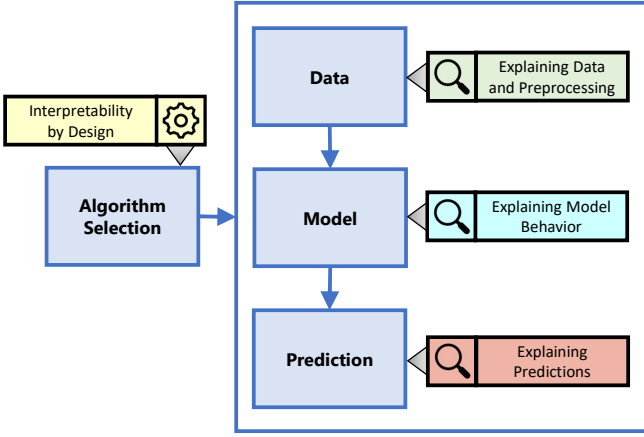 Data
Explaining Data
and Preprocessing
Interpretability
by Design
Algorithm
Selection
Model
Explaining Model
Behavior
Prediction
Explaining
Predictions